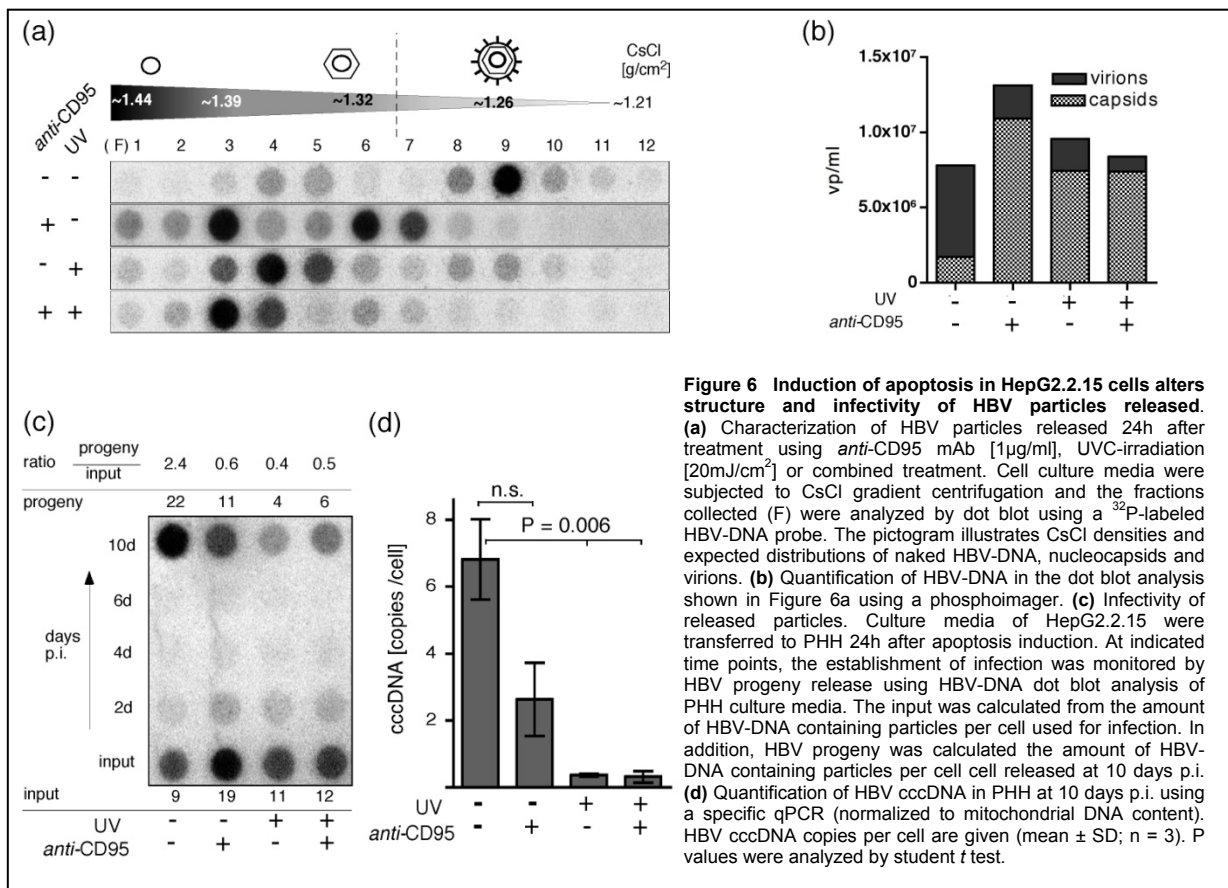 (a)
CsCl
[g/cm²]
~1.44 ~1.39 ~1.32 ~1.26 ~1.21
anti-CD95
UV
( F) 1 2 3 4 5 6 7 8 9 10 11 12
- -
+ -
- +
+ +
(b)
1.5×10⁷
1.0×10⁷
5.0×10⁶
0
vp/ml
virions
capsids
UV - - + +
anti-CD95 - + - +
(c)
ratio progeny 2.4 0.6 0.4 0.5
input
progeny 22 11 4 6
10d
6d
days
p.i.
4d
2d
input
input 9 19 11 12
UV - - + +
anti-CD95 - + - +
(d)
n.s.
P = 0.006
8
6
4
2
cccDNA [copies /cell]
UV - - + +
anti-CD95 - + - +
Figure 6 Induction of apoptosis in HepG2.2.15 cells alters
structure and infectivity of HBV particles released.
(a) Characterization of HBV particles released 24h after
treatment using anti-CD95 mAb [1µg/ml], UVC-irradiation
[20mJ/cm²] or combined treatment. Cell culture media were
subjected to CsCl gradient centrifugation and the fractions
collected (F) were analyzed by dot blot using a ³²P-labeled
HBV-DNA probe. The pictogram illustrates CsCl densities and
expected distributions of naked HBV-DNA, nucleocapsids and
virions. (b) Quantification of HBV-DNA in the dot blot analysis
shown in Figure 6a using a phosphoimager. (c) Infectivity of
released particles. Culture media of HepG2.2.15 were
transferred to PHH 24h after apoptosis induction. At indicated
time points, the establishment of infection was monitored by
HBV progeny release using HBV-DNA dot blot analysis of
PHH culture media. The input was calculated from the amount
of HBV-DNA containing particles per cell used for infection. In
addition, HBV progeny was calculated the amount of HBV-
DNA containing particles per cell cell released at 10 days p.i.
(d) Quantification of HBV cccDNA in PHH at 10 days p.i. using
a specific qPCR (normalized to mitochondrial DNA content).
HBV cccDNA copies per cell are given (mean ± SD; n = 3). P
values were analyzed by student t test.